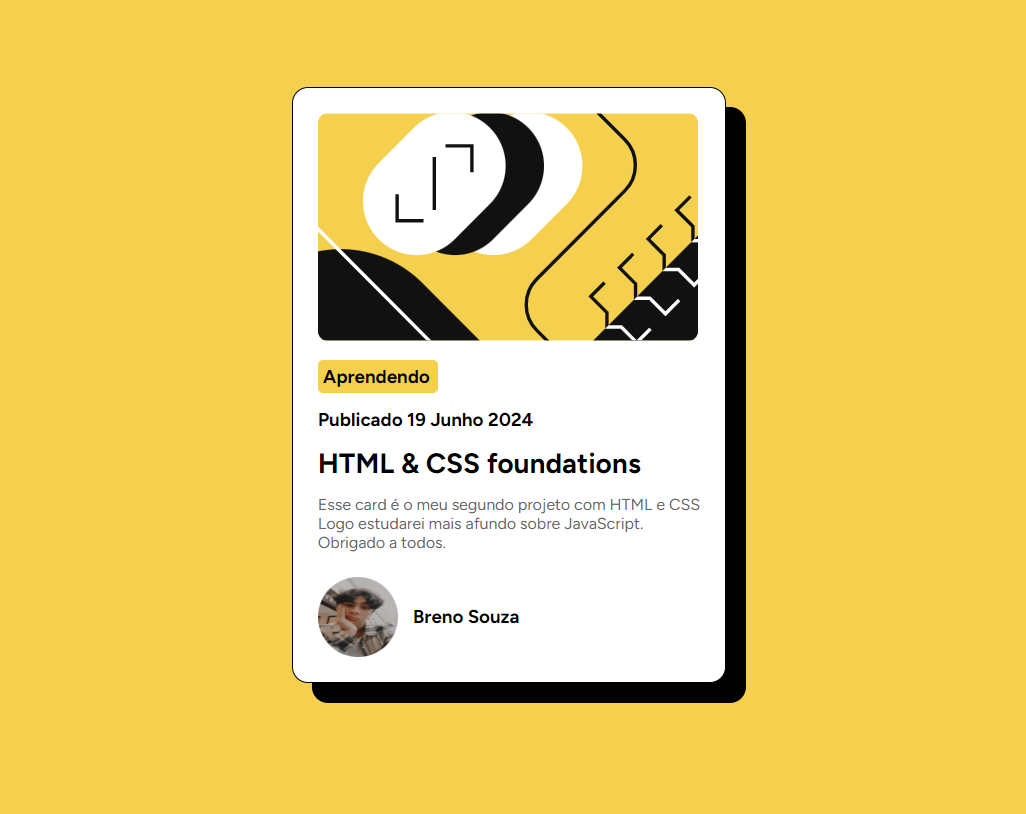 Aprendendo
Publicado 19 Junho 2024
HTML & CSS foundations
Esse card é o meu segundo projeto com HTML e CSS
Logo estudarei mais afundo sobre JavaScript.
Obrigado a todos.
Breno Souza